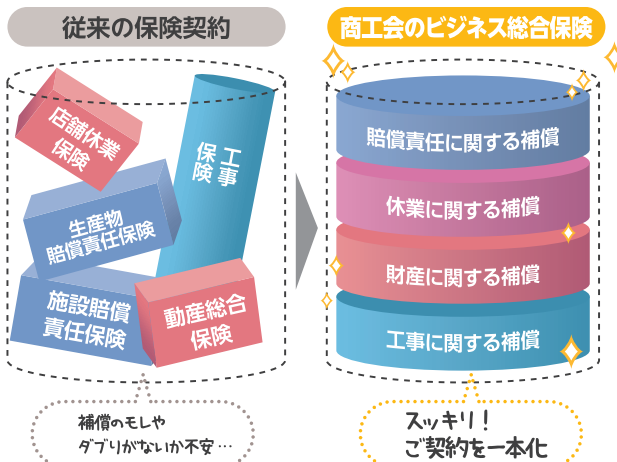 従来の保険契約
店舗休業
保険
工事
保険
生産物
賠償責任保険
施設賠償
責任保険
動産総合
保険
補償のモレや
ダブりがないか不安…
商工会のビジネス総合保険
賠償責任に関する補償
休業に関する補償
財産に関する補償
工事に関する補償
スッキリ！
ご契約を一本化